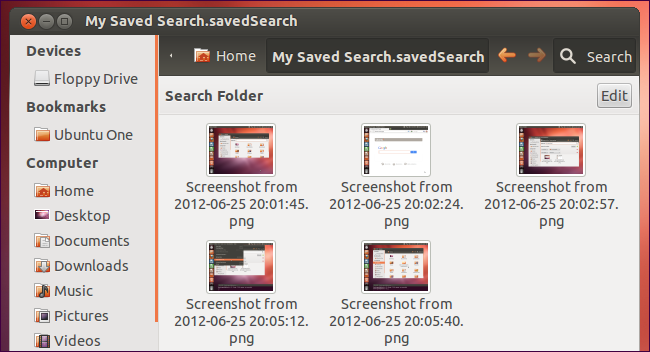 My Saved Search.savedSearch
Devices
Floppy Drive
Bookmarks
Ubuntu One
Computer
Home
Desktop
Documents
Downloads
Music
Pictures
Videos
Home
My Saved Search.savedSearch
Search
Search Folder
Edit
Screenshot from
2012-06-25 20:01:45.
png
Screenshot from
2012-06-25 20:02:24.
png
Screenshot from
2012-06-25 20:02:57.
png
Screenshot from
2012-06-25 20:05:12.
png
Screenshot from
2012-06-25 20:05:40.
png